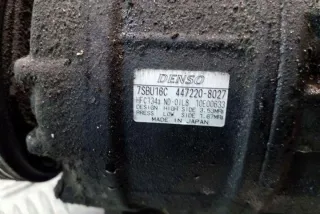 DENSO
7SBU16C 447220-8027
HFC134a ND-OIL8 10E00633
DESIGN HIGH SIDE 3.53MPa
PRESS. LOW SIDE 1.67MPa
MADE IN JAPAN